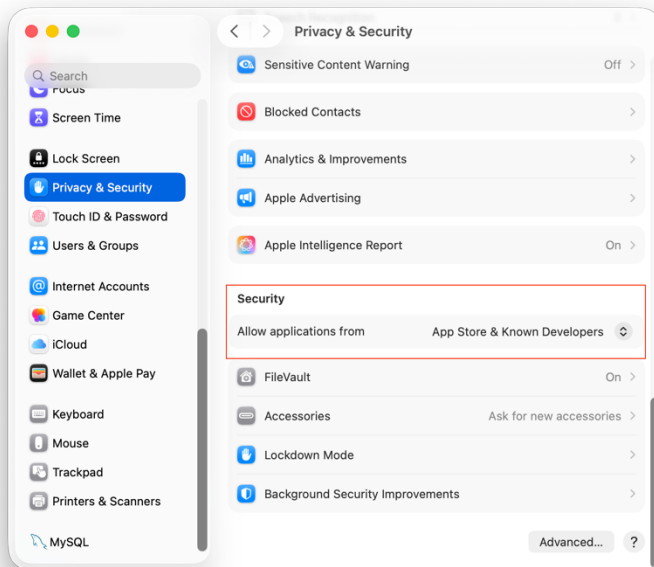 Privacy & Security
Search
Focus
Screen Time
Lock Screen
Privacy & Security
Touch ID & Password
Users & Groups
Internet Accounts
Game Center
iCloud
Wallet & Apple Pay
Keyboard
Mouse
Trackpad
Printers & Scanners
MySQL
Sensitive Content Warning Off
Blocked Contacts
Analytics & Improvements
Apple Advertising
Apple Intelligence Report On
Security
Allow applications from App Store & Known Developers
FileVault On
Accessories Ask for new accessories
Lockdown Mode
Background Security Improvements
Advanced... ?